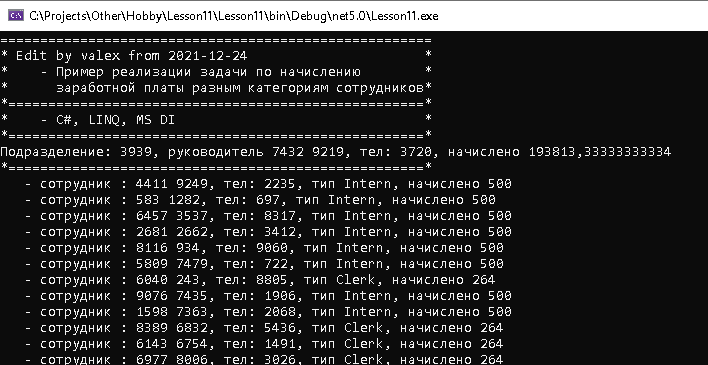 C:\Projects\Other\Hobby\Lesson11\Lesson11\bin\Debug\net5.0\Lesson11.exe
=====================================================
* Edit by valex from 2021-12-24 *
* - Пример реализации задачи по начислению *
* заработной платы разным категориям сотрудников*
*===================================================*
* - C#, LINQ, MS DI *
*===================================================*
Подразделение: 3939, руководитель 7432 9219, тел: 3720, начислено 193813,33333333334
*===================================================*
- сотрудник : 4411 9249, тел: 2235, тип Intern, начислено 500
- сотрудник : 583 1282, тел: 697, тип Intern, начислено 500
- сотрудник : 6457 3537, тел: 8317, тип Intern, начислено 500
- сотрудник : 2681 2662, тел: 3412, тип Intern, начислено 500
- сотрудник : 8116 934, тел: 9060, тип Intern, начислено 500
- сотрудник : 5809 7479, тел: 722, тип Intern, начислено 500
- сотрудник : 6040 243, тел: 8805, тип Clerk, начислено 264
- сотрудник : 9076 7435, тел: 1906, тип Intern, начислено 500
- сотрудник : 1598 7363, тел: 2068, тип Intern, начислено 500
- сотрудник : 8389 6832, тел: 5436, тип Clerk, начислено 264
- сотрудник : 6143 6754, тел: 1491, тип Clerk, начислено 264
- сотрудник : 6977 8006, тел: 3026, тип Clerk, начислено 264